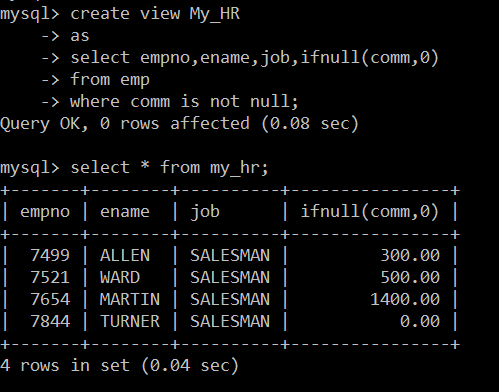 mysql> create view My_HR
    -> as
    -> select empno,ename,job,ifnull(comm,0)
    -> from emp
    -> where comm is not null;
Query OK, 0 rows affected (0.08 sec)

mysql> select * from my_hr;
+-------+--------+----------+----------------+
| empno | ename  | job      | ifnull(comm,0) |
+-------+--------+----------+----------------+
|  7499 | ALLEN  | SALESMAN |         300.00 |
|  7521 | WARD   | SALESMAN |         500.00 |
|  7654 | MARTIN | SALESMAN |        1400.00 |
|  7844 | TURNER | SALESMAN |           0.00 |
+-------+--------+----------+----------------+
4 rows in set (0.04 sec)